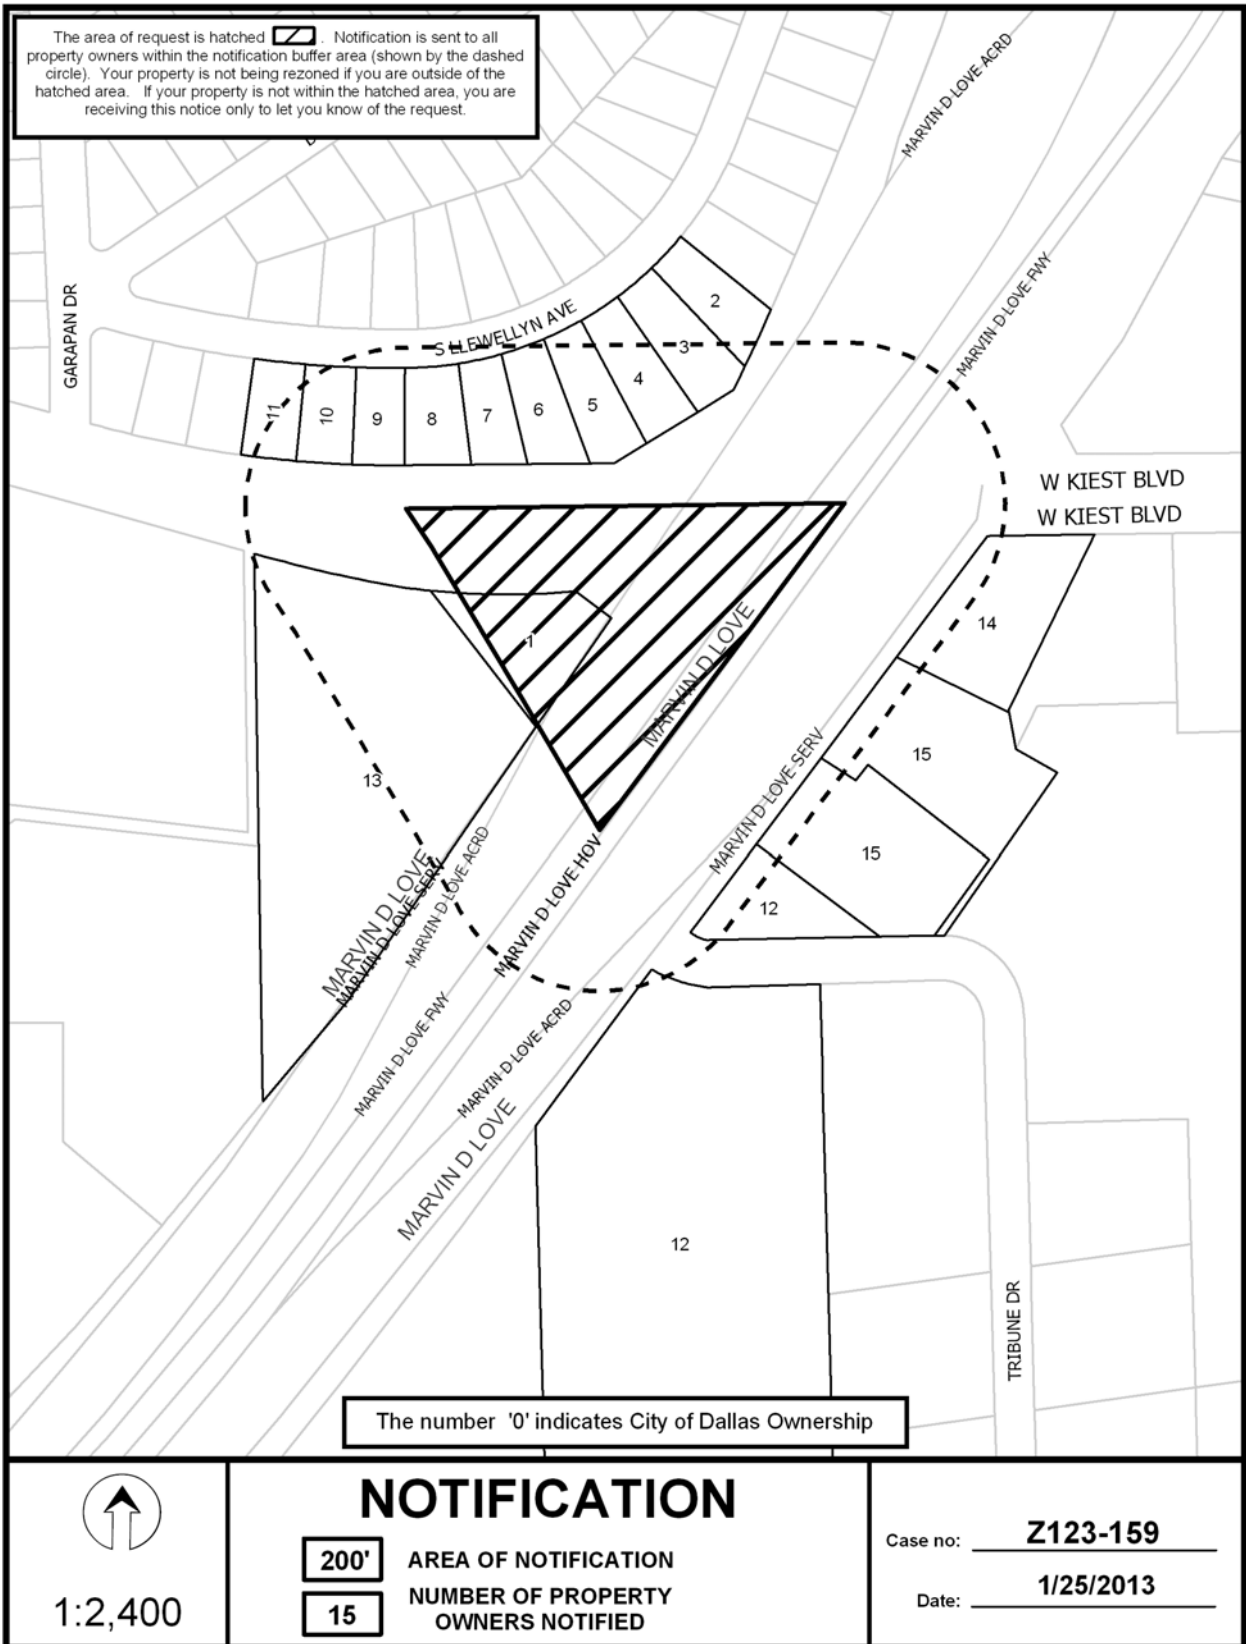 The area of request is hatched . Notification is sent to all
property owners within the notification buffer area (shown by the dashed
circle). Your property is not being rezoned if you are outside of the
hatched area. If your property is not within the hatched area, you are
receiving this notice only to let you know of the request.
MARVIN D LOVE ACRD
MARVIN D LOVE FWY
GARAPAN DR
S LLEWELLYN AVE
2
3
4
5
6
7
8
9
10
11
W KIEST BLVD
W KIEST BLVD
1
MARVIN D LOVE
14
15
13
MARVIN D LOVE SERV
15
12
MARVIN D LOVE
MARVIN D LOVE SERV
MARVIN D LOVE ACRD
MARVIN D LOVE HOV
MARVIN D LOVE FWY
MARVIN D LOVE ACRD
MARVIN D LOVE
12
TRIBUNE DR
The number '0' indicates City of Dallas Ownership
1:2,400
NOTIFICATION
200' AREA OF NOTIFICATION
15 NUMBER OF PROPERTY
OWNERS NOTIFIED
Case no: Z123-159
Date: 1/25/2013